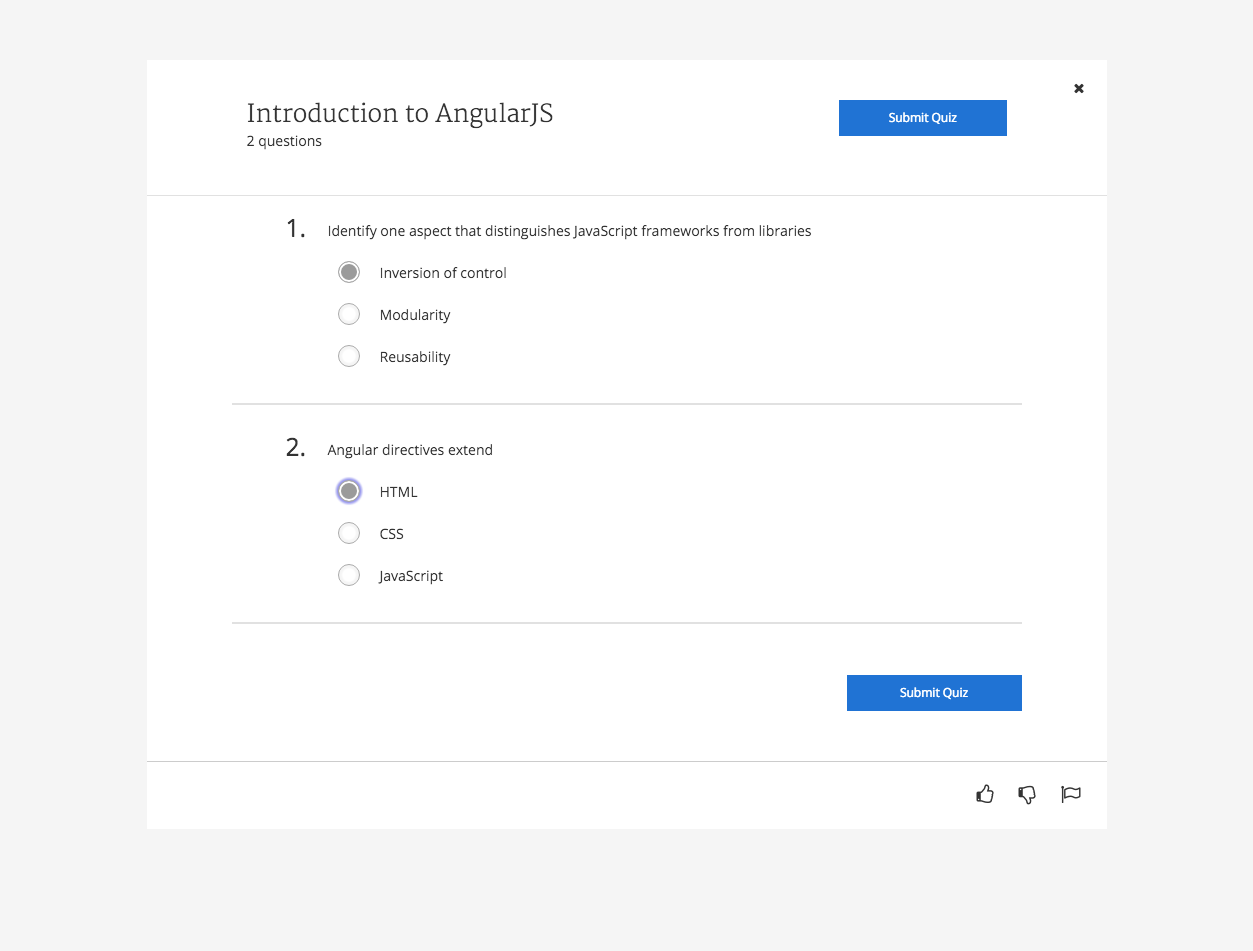 Introduction to AngularJS
2 questions
Submit Quiz
1. Identify one aspect that distinguishes JavaScript frameworks from libraries
Inversion of control
Modularity
Reusability
2. Angular directives extend
HTML
CSS
JavaScript
Submit Quiz